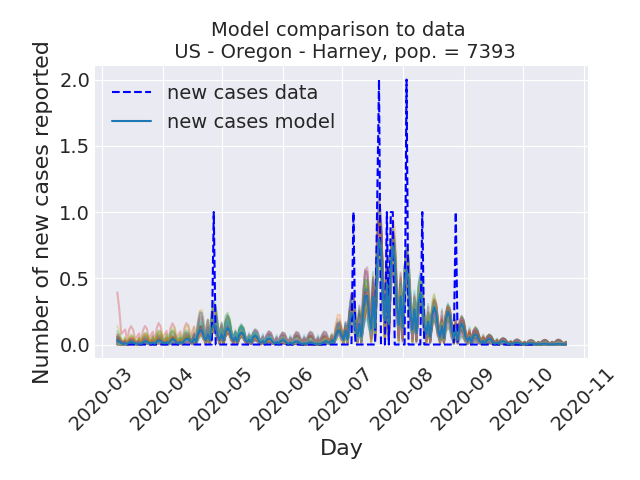 Model comparison to data
US - Oregon - Harney, pop. = 7393
Number of new cases reported
2.0
1.5
1.0
0.5
0.0
new cases data
new cases model
2020-03
2020-04
2020-05
2020-06
2020-07
2020-08
2020-09
2020-10
2020-11
Day